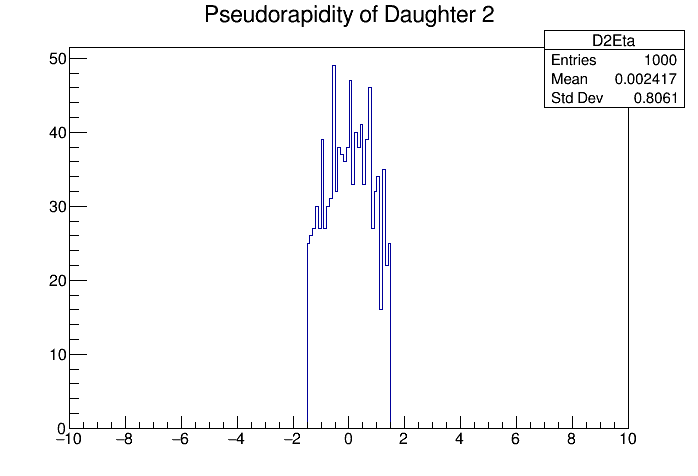 Pseudorapidity of Daughter 2
D2Eta
Entries 1000
Mean 0.002417
Std Dev 0.8061
50
40
30
20
10
0
−10 −8 −6 −4 −2 0 2 4 6 8 10